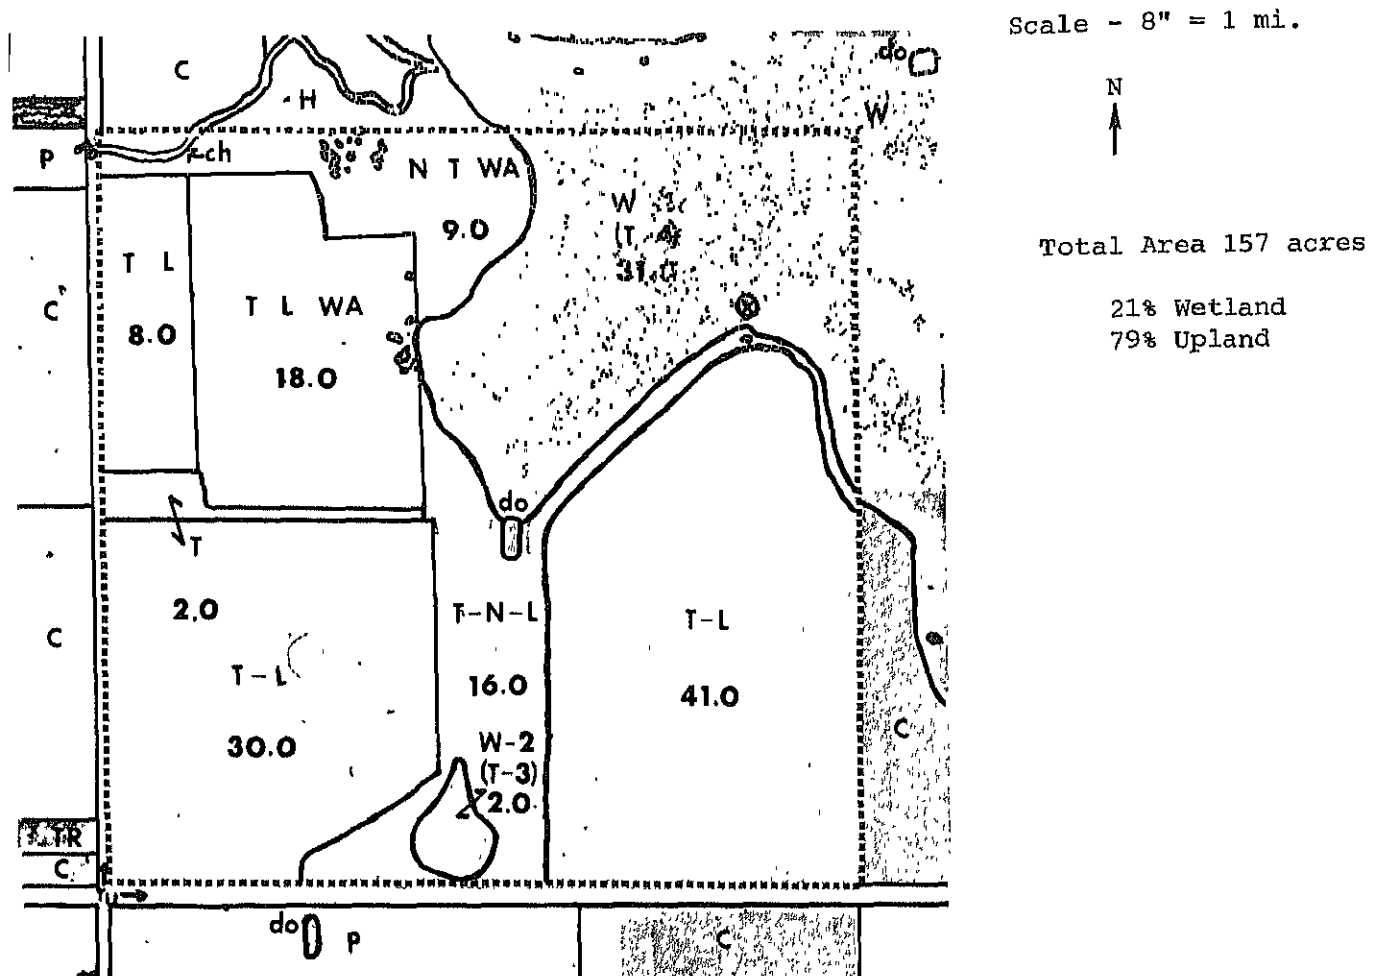 Scale - 8" = 1 mi.
do
C
H
W
N
p
ch
N T WA
9.0
W
(T
Total Area 157 acres
T L
C
T L WA
8.0
18.0
21% Wetland
79% Upland
do
T
2.0
C
T-N-L
T-L
T-L
16.0
41.0
30.0
W-2
(T-3)
2.0
C
TR
C
do
p
C